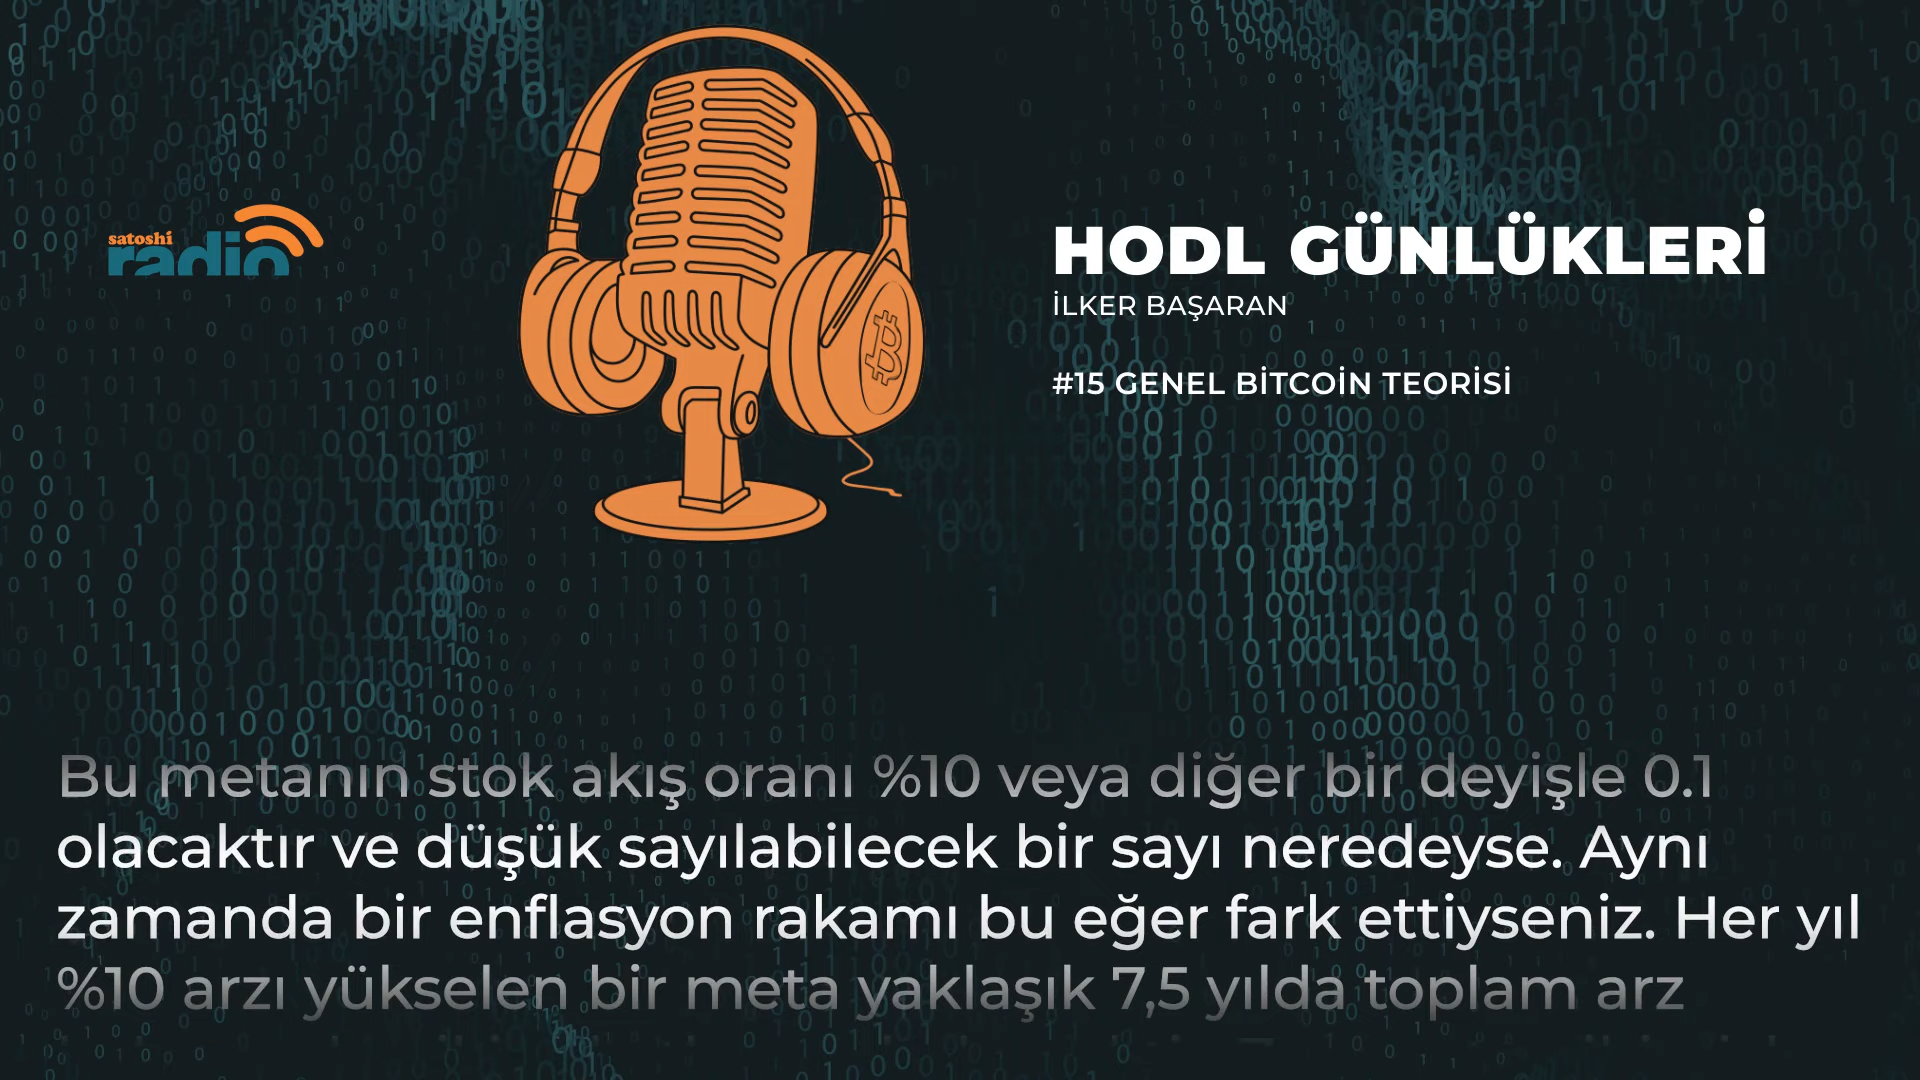 satoshi
radio
HODL GÜNLÜKLERİ
İLKER BAŞARAN
#15 GENEL BİTCOİN TEORİSİ
Bu metanın stok akış oranı %10 veya diğer bir deyişle 0.1
olacaktır ve düşük sayılabilecek bir sayı neredeyse. Aynı
zamanda bir enflasyon rakamı bu eğer fark ettiyseniz. Her yıl
%10 arzı yükselen bir meta yaklaşık 7,5 yılda toplam arz